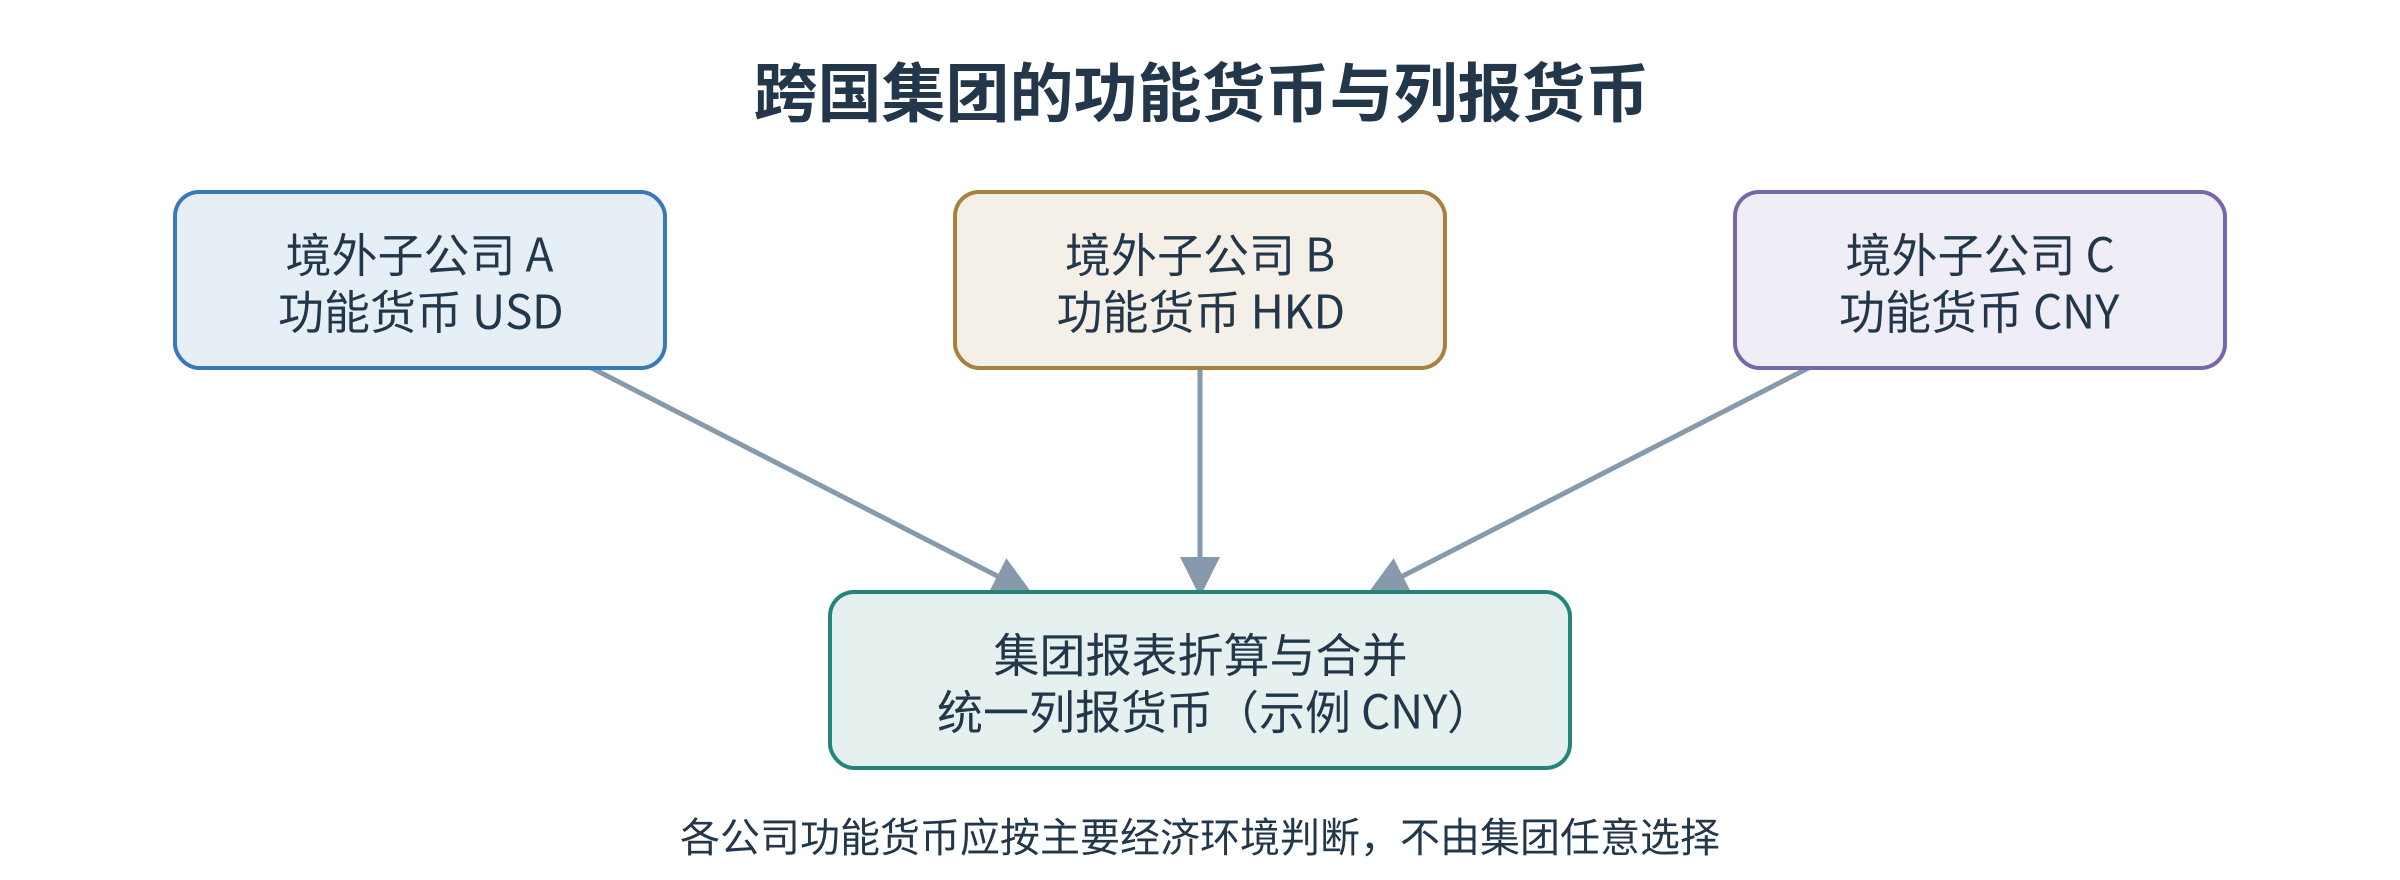 跨国集团的功能货币与列报货币
境外子公司 A
功能货币 USD
境外子公司 B
功能货币 HKD
境外子公司 C
功能货币 CNY
集团报表折算与合并
统一列报货币（示例 CNY）
各公司功能货币应按主要经济环境判断，不由集团任意选择